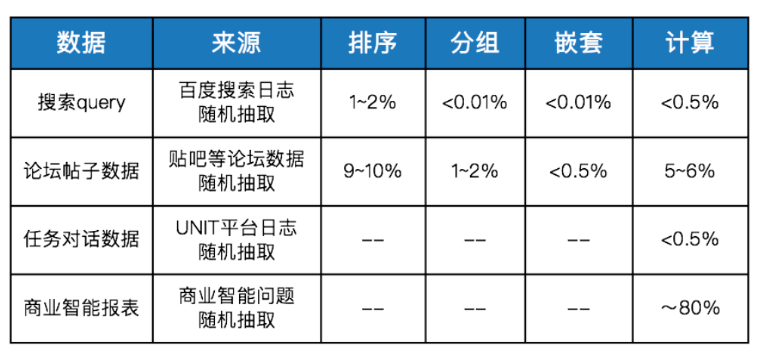 数据 来源 排序 分组 嵌套 计算
搜索query 百度搜索日志 1~2% <0.01% <0.01% <0.5%
随机抽取
论坛帖子数据 贴吧等论坛数据 9~10% 1~2% <0.5% 5~6%
随机抽取
任务对话数据 UNIT平台日志 -- -- -- <0.5%
随机抽取
商业智能报表 商业智能问题 -- -- -- ～80%
随机抽取